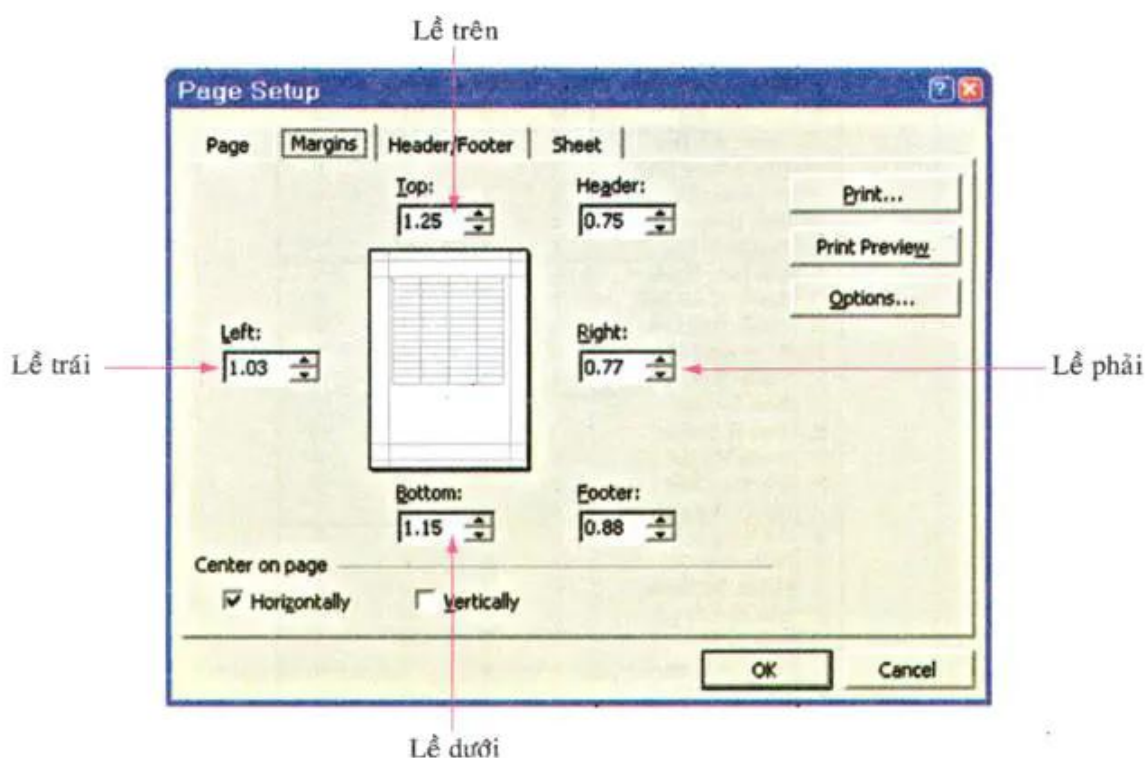 Lề trên
Page Setup
Page Margins Header/Footer Sheet
Top: Header:
1.25 0.75
Print...
Print Preview
Options...
Left: Right:
Lề trái 1.03 0.77 Lề phải
Bottom: Footer:
1.15 0.88
Center on page
Horizontally Vertically
OK Cancel
Lề dưới